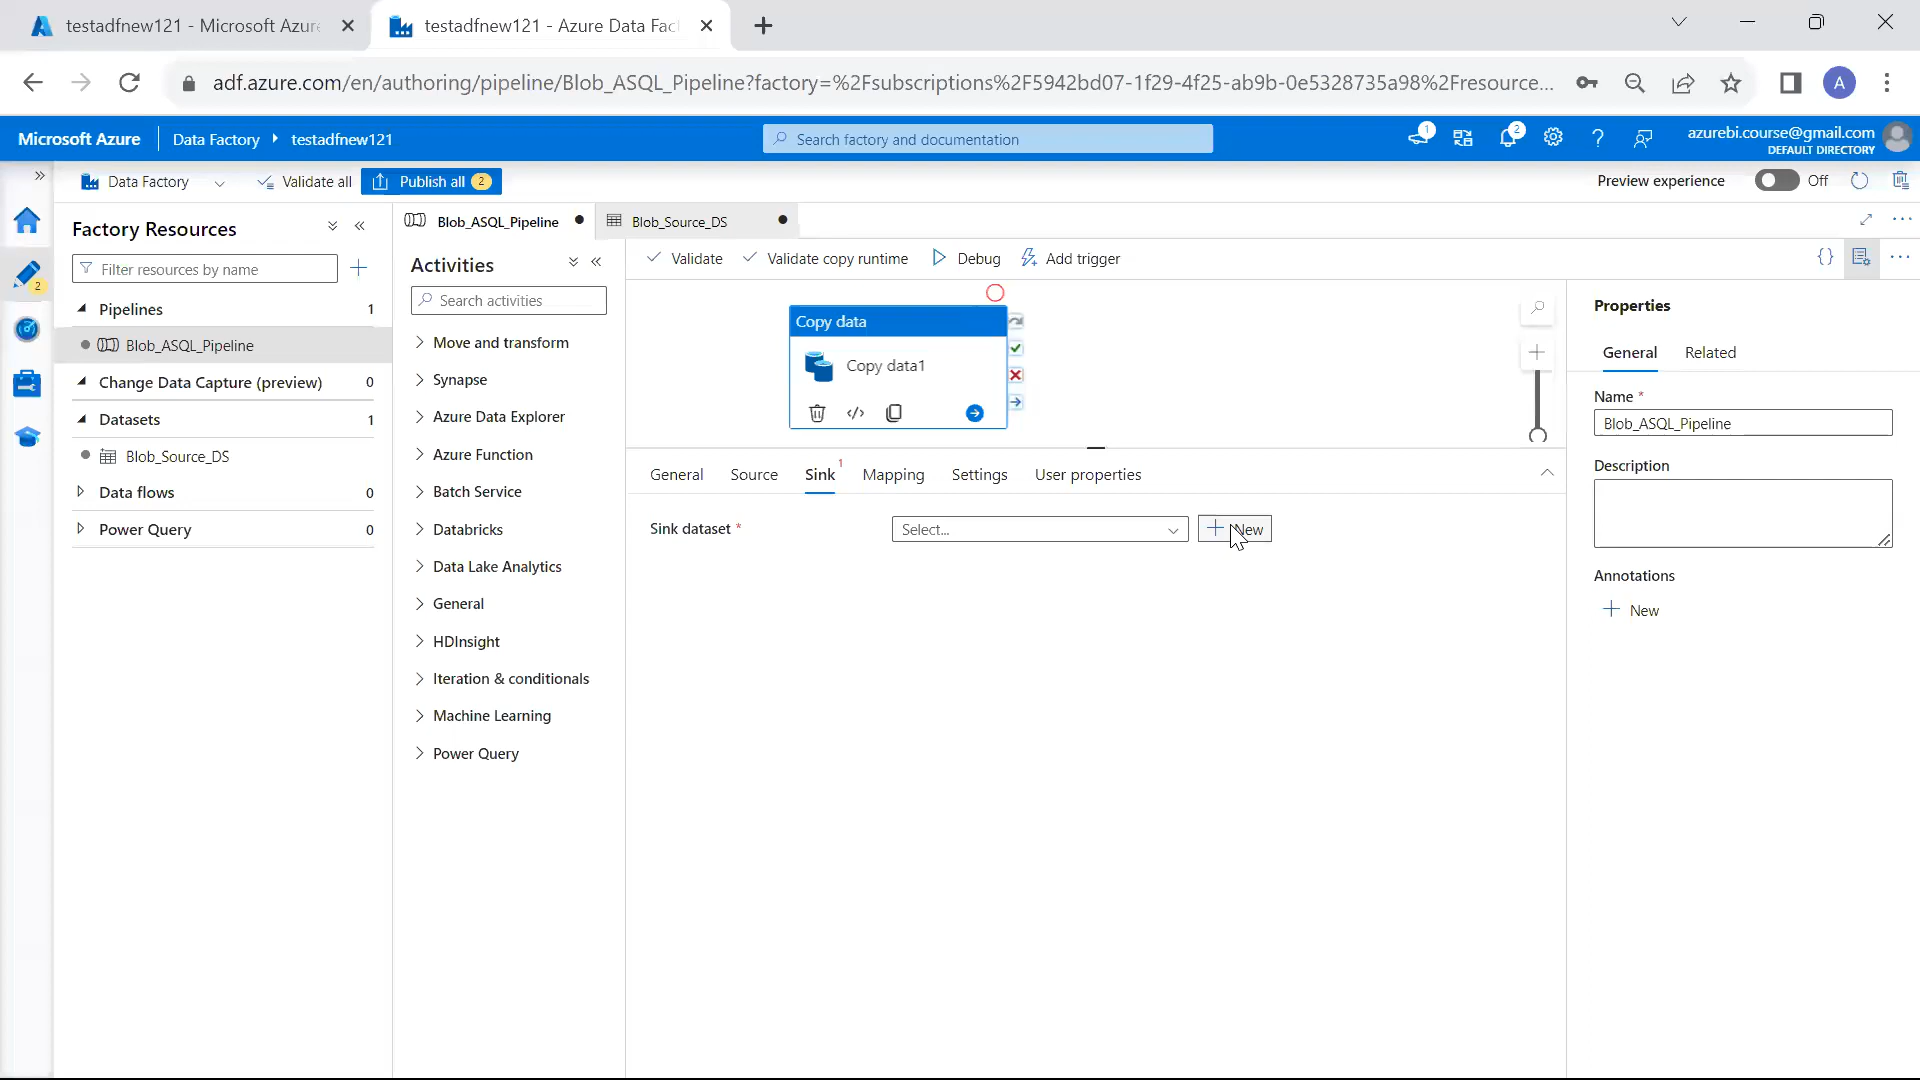 testadfnew121 - Microsoft Azure
testadfnew121 - Azure Data Fac
adf.azure.com/en/authoring/pipeline/Blob_ASQL_Pipeline?factory=%2Fsubscriptions%2F5942bd07-1f29-4f25-ab9b-0e5328735a98%2Fresource...
A
Microsoft Azure
Data Factory
testadfnew121
Search factory and documentation
1
2
azurebi.course@gmail.com
DEFAULT DIRECTORY
Data Factory
Validate all
Publish all 2
Preview experience
Off
Factory Resources
Filter resources by name
2
Pipelines 1
Blob_ASQL_Pipeline
Change Data Capture (preview) 0
Datasets 1
Blob_Source_DS
Data flows 0
Power Query 0
Blob_ASQL_Pipeline
Blob_Source_DS
Activities
Search activities
Move and transform
Synapse
Azure Data Explorer
Azure Function
Batch Service
Databricks
Data Lake Analytics
General
HDInsight
Iteration & conditionals
Machine Learning
Power Query
Validate
Validate copy runtime
Debug
Add trigger
Copy data
Copy data1
General
Source
Sink 1
Mapping
Settings
User properties
Sink dataset *
Select...
New
Properties
General
Related
Name *
Blob_ASQL_Pipeline
Description
Annotations
New